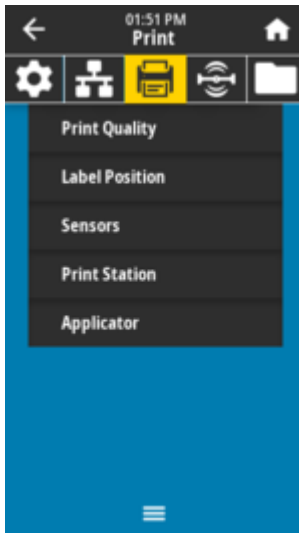 01:51 PM
Print
Print Quality
Label Position
Sensors
Print Station
Applicator